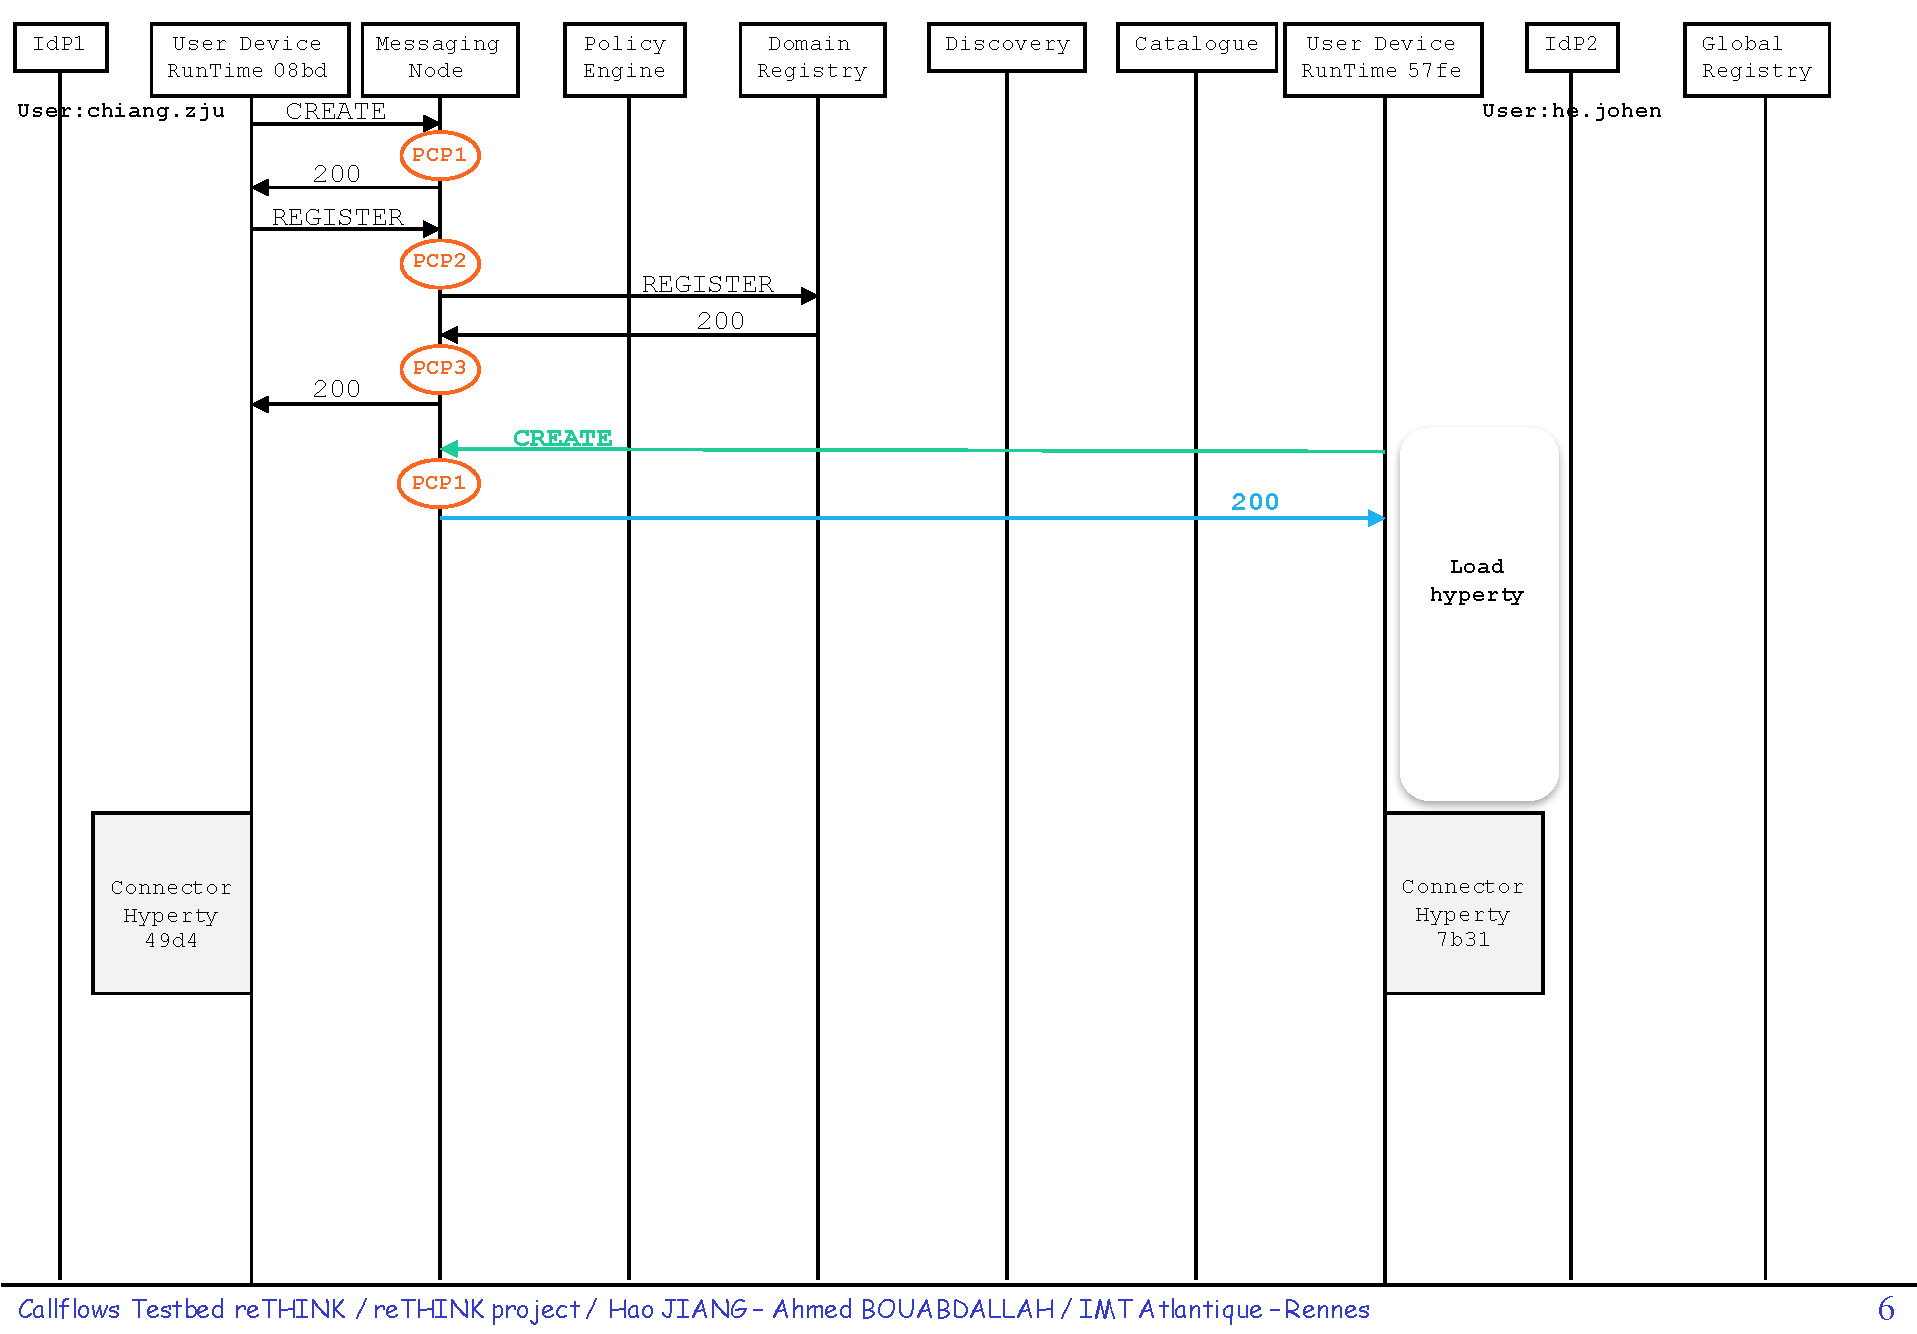 IdP1
User Device
RunTime 08bd
Messaging
Node
Policy
Engine
Domain
Registry
Discovery
Catalogue
User Device
RunTime 57fe
IdP2
Global
Registry
User:chiang.zju
User:he.johen
CREATE
PCP1
200
REGISTER
PCP2
REGISTER
200
PCP3
200
CREATE
PCP1
200
Load
hyperty
Connector
Hyperty
49d4
Connector
Hyperty
7b31
Callflows Testbed reTHINK / reTHINK project / Hao JIANG – Ahmed BOUABDALLAH / IMT Atlantique – Rennes
6